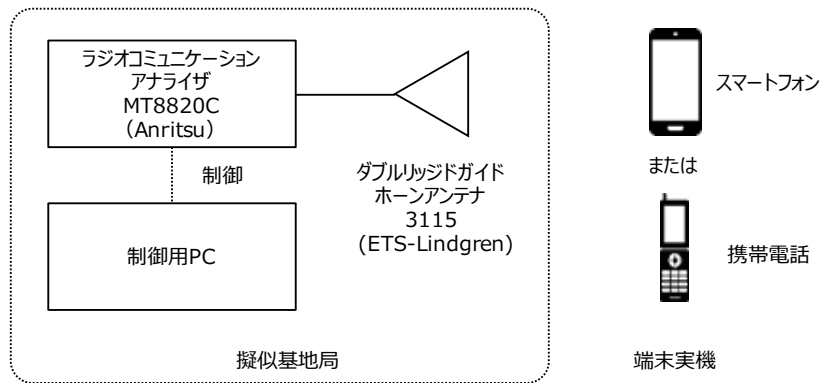 ラジオコミュニケーション
アナライザ
MT8820C
（Anritsu）
制御
制御用PC
ダブルリッジドガイド
ホーンアンテナ
3115
(ETS-Lindgren)
擬似基地局
スマートフォン
または
携帯電話
端末実機